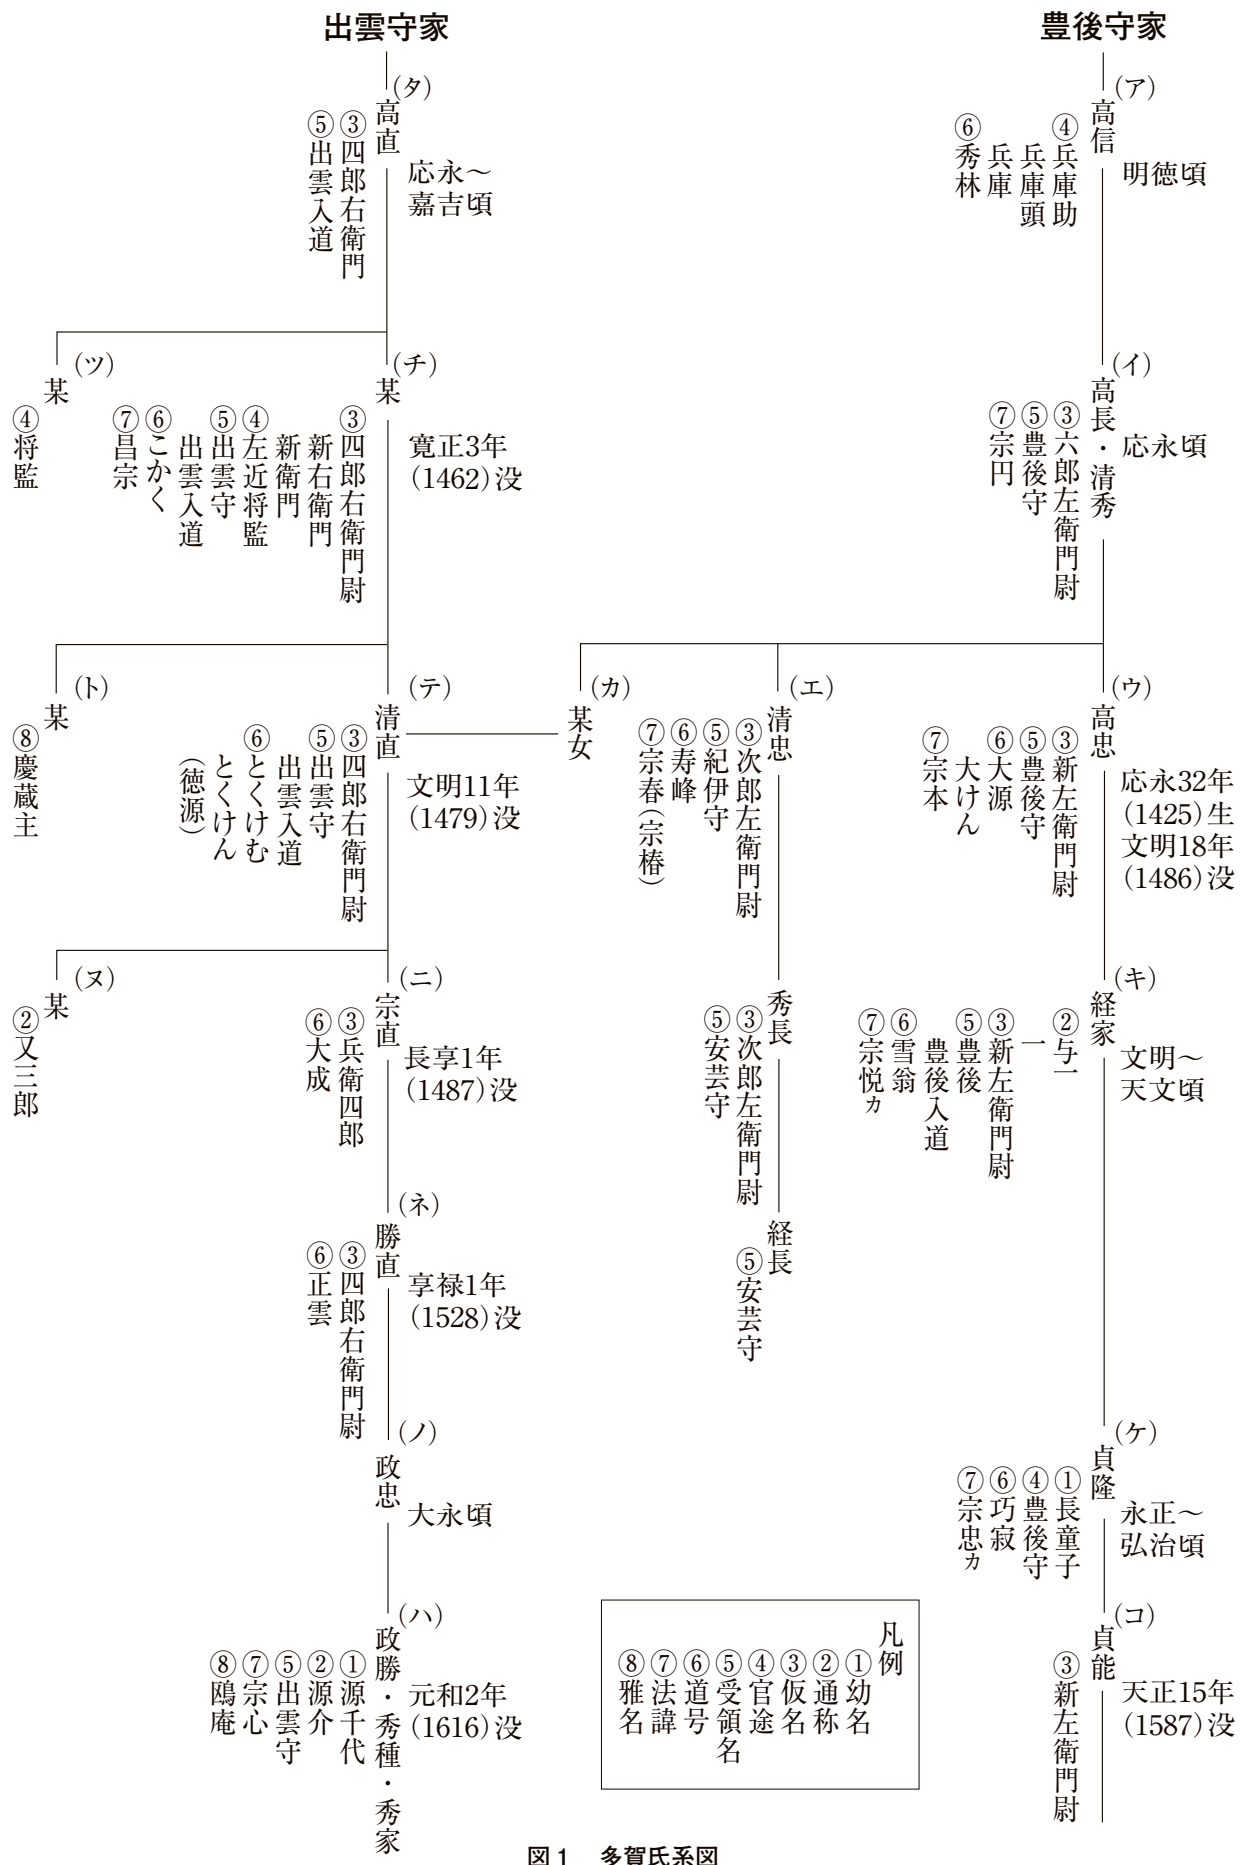 豊後守家
(ア)
高信
明徳頃
④兵庫助
兵庫頭
兵庫
⑥秀林
(イ)
高長・清秀
応永頃
③六郎左衛門尉
⑤豊後守
⑦宗円
(ウ)
高忠
応永32年
(1425)生
文明18年
(1486)没
③新左衛門尉
⑤豊後守
⑥大源
大けん
⑦宗本
(エ)
清忠
③次郎左衛門尉
⑤紀伊守
⑥寿峰
⑦宗春(宗椿)
(カ)
某女
(キ)
経家
文明～
天文頃
②与一
一
③新左衛門尉
⑤豊後
豊後入道
⑥雪翁
⑦宗悦カ
秀長
③次郎左衛門尉
⑤安芸守
経長
⑤安芸守
(ケ)
貞隆
永正～
弘治頃
①長童子
④豊後守
⑥巧寂
⑦宗忠カ
(コ)
貞能
天正15年
(1587)没
③新左衛門尉
出雲守家
(タ)
高直
応永～
嘉吉頃
③四郎右衛門
⑤出雲入道
(チ)
某
寛正3年
(1462)没
③四郎右衛門尉
新右衛門
新衛門
④左近将監
⑤出雲守
出雲入道
⑥こかく
⑦昌宗
(ツ)
某
④将監
(テ)
清直
文明11年
(1479)没
③四郎右衛門尉
⑤出雲守
出雲入道
⑥とくけむ
とくけん
(徳源)
(ト)
某
⑧慶蔵主
(ニ)
宗直
長享1年
(1487)没
③兵衛四郎
⑥大成
(ヌ)
某
②又三郎
(ネ)
勝直
享禄1年
(1528)没
③四郎右衛門尉
⑥正雲
(ノ)
政忠
大永頃
(ハ)
政勝・秀種・秀家
元和2年
(1616)没
①源千代
②源介
⑤出雲守
⑦宗心
⑧鴎庵
凡例
①幼名
②通称
③仮名
④官途
⑤受領名
⑥道号
⑦法諱
⑧雅名
図1 多賀氏系図